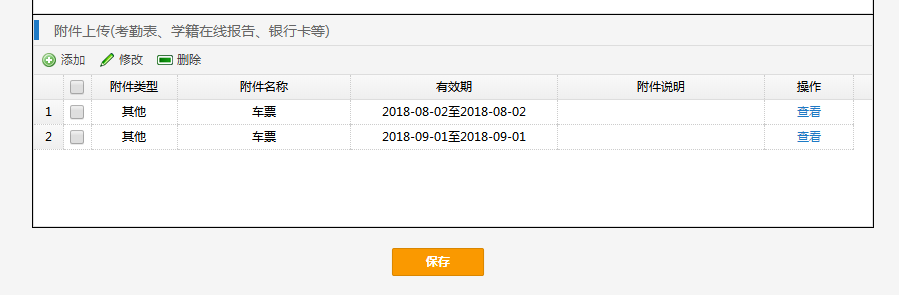 附件上传(考勤表、学籍在线报告、银行卡等)
添加 修改 删除
附件类型 附件名称 有效期 附件说明 操作
1 其他 车票 2018-08-02至2018-08-02 查看
2 其他 车票 2018-09-01至2018-09-01 查看
保存